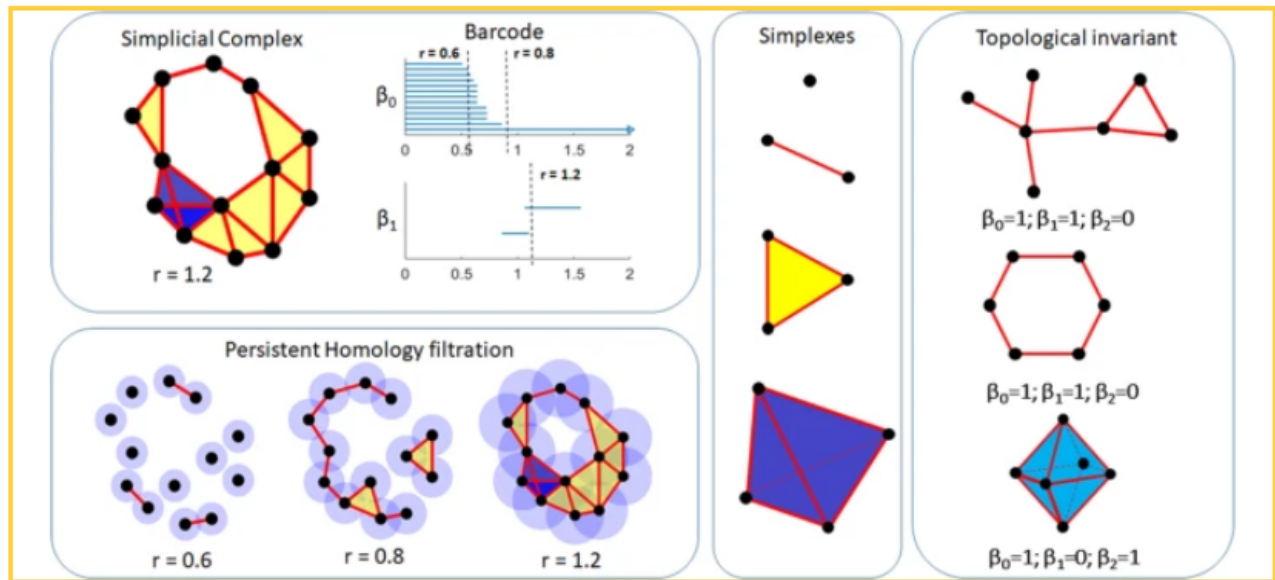 Simplicial Complex
r = 1.2
Barcode
r = 0.6
r = 0.8
β₀
0 0.5 1 1.5 2
r = 1.2
β₁
0 0.5 1 1.5 2
Persistent Homology filtration
r = 0.6
r = 0.8
r = 1.2
Simplexes
Topological invariant
β₀=1; β₁=1; β₂=0
β₀=1; β₁=1; β₂=0
β₀=1; β₁=0; β₂=1